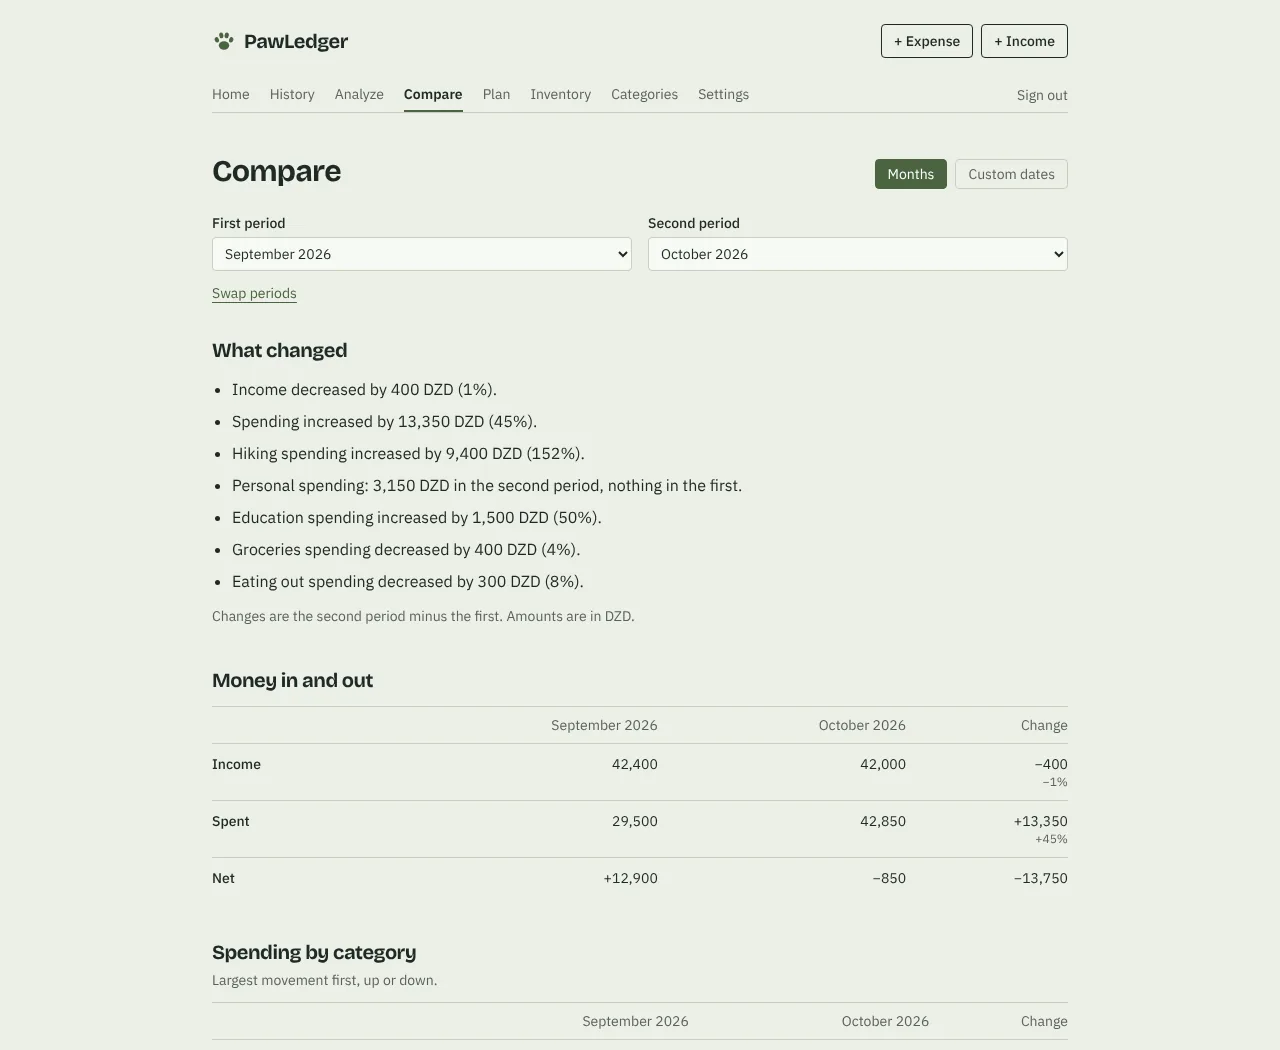 PawLedger
+ Expense
+ Income
Home History Analyze Compare Plan Inventory Categories Settings Sign out
Compare
Months
Custom dates
First period
Second period
September 2026
October 2026
Swap periods
What changed
• Income decreased by 400 DZD (1%).
• Spending increased by 13,350 DZD (45%).
• Hiking spending increased by 9,400 DZD (152%).
• Personal spending: 3,150 DZD in the second period, nothing in the first.
• Education spending increased by 1,500 DZD (50%).
• Groceries spending decreased by 400 DZD (4%).
• Eating out spending decreased by 300 DZD (8%).
Changes are the second period minus the first. Amounts are in DZD.
Money in and out
September 2026 October 2026 Change
Income 42,400 42,000 −400
−1%
Spent 29,500 42,850 +13,350
+45%
Net +12,900 −850 −13,750
Spending by category
Largest movement first, up or down.
September 2026 October 2026 Change